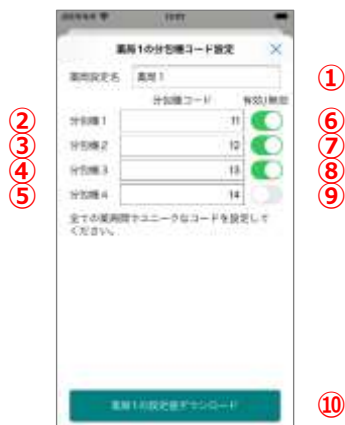 薬局1の分包機コード設定 ×
薬局設定名 薬局1 ①
分包機コード 有効/無効
② 分包機1 11 ⑥
③ 分包機2 12 ⑦
④ 分包機3 13 ⑧
⑤ 分包機4 14 ⑨
全ての薬局間でユニークなコードを設定して
ください。
薬局1の設定値ダウンロード ⑩